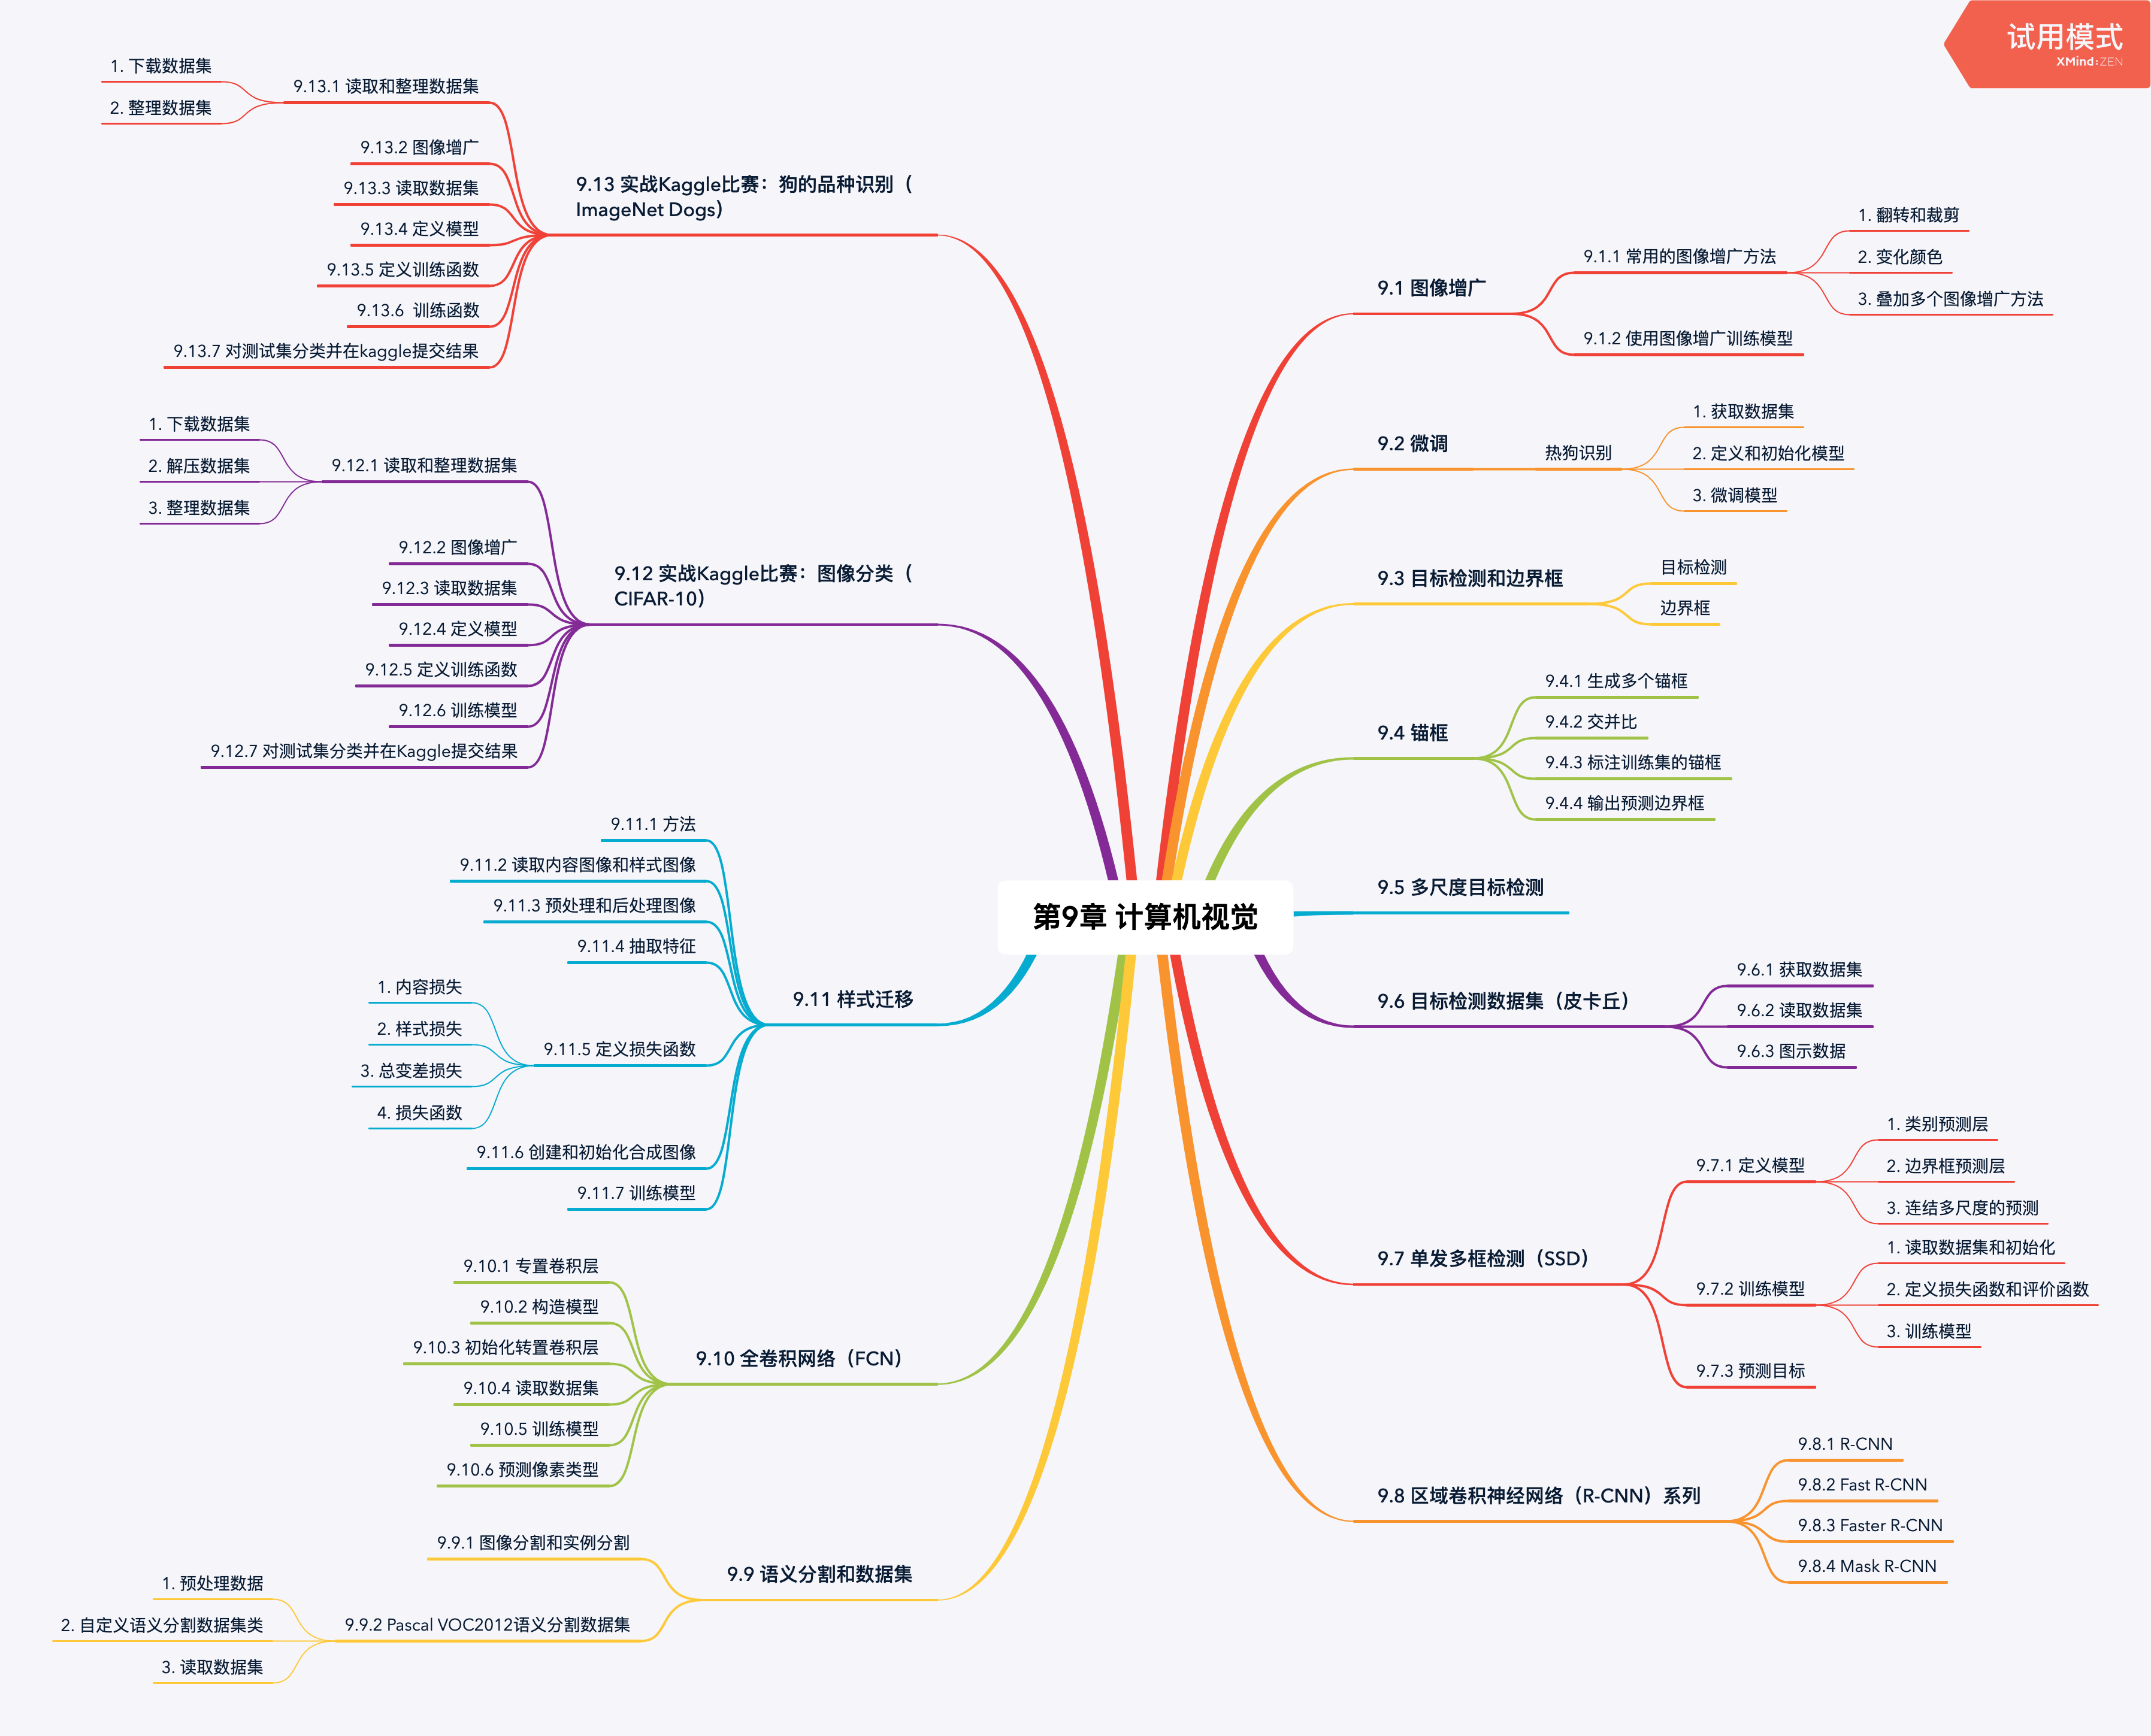 试用模式
XMind:ZEN
第9章 计算机视觉
9.1 图像增广
9.1.1 常用的图像增广方法
1. 翻转和裁剪
2. 变化颜色
3. 叠加多个图像增广方法
9.1.2 使用图像增广训练模型
9.2 微调
热狗识别
1. 获取数据集
2. 定义和初始化模型
3. 微调模型
9.3 目标检测和边界框
目标检测
边界框
9.4 锚框
9.4.1 生成多个锚框
9.4.2 交并比
9.4.3 标注训练集的锚框
9.4.4 输出预测边界框
9.5 多尺度目标检测
9.6 目标检测数据集（皮卡丘）
9.6.1 获取数据集
9.6.2 读取数据集
9.6.3 图示数据
9.7 单发多框检测（SSD）
9.7.1 定义模型
1. 类别预测层
2. 边界框预测层
3. 连结多尺度的预测
9.7.2 训练模型
1. 读取数据集和初始化
2. 定义损失函数和评价函数
3. 训练模型
9.7.3 预测目标
9.8 区域卷积神经网络（R-CNN）系列
9.8.1 R-CNN
9.8.2 Fast R-CNN
9.8.3 Faster R-CNN
9.8.4 Mask R-CNN
9.9 语义分割和数据集
9.9.1 图像分割和实例分割
9.9.2 Pascal VOC2012语义分割数据集
1. 预处理数据
2. 自定义语义分割数据集类
3. 读取数据集
9.10 全卷积网络（FCN）
9.10.1 专置卷积层
9.10.2 构造模型
9.10.3 初始化转置卷积层
9.10.4 读取数据集
9.10.5 训练模型
9.10.6 预测像素类型
9.11 样式迁移
9.11.1 方法
9.11.2 读取内容图像和样式图像
9.11.3 预处理和后处理图像
9.11.4 抽取特征
9.11.5 定义损失函数
1. 内容损失
2. 样式损失
3. 总变差损失
4. 损失函数
9.11.6 创建和初始化合成图像
9.11.7 训练模型
9.12 实战Kaggle比赛：图像分类（
CIFAR-10）
9.12.1 读取和整理数据集
1. 下载数据集
2. 解压数据集
3. 整理数据集
9.12.2 图像增广
9.12.3 读取数据集
9.12.4 定义模型
9.12.5 定义训练函数
9.12.6 训练模型
9.12.7 对测试集分类并在Kaggle提交结果
9.13 实战Kaggle比赛：狗的品种识别（
ImageNet Dogs）
9.13.1 读取和整理数据集
1. 下载数据集
2. 整理数据集
9.13.2 图像增广
9.13.3 读取数据集
9.13.4 定义模型
9.13.5 定义训练函数
9.13.6 训练函数
9.13.7 对测试集分类并在kaggle提交结果